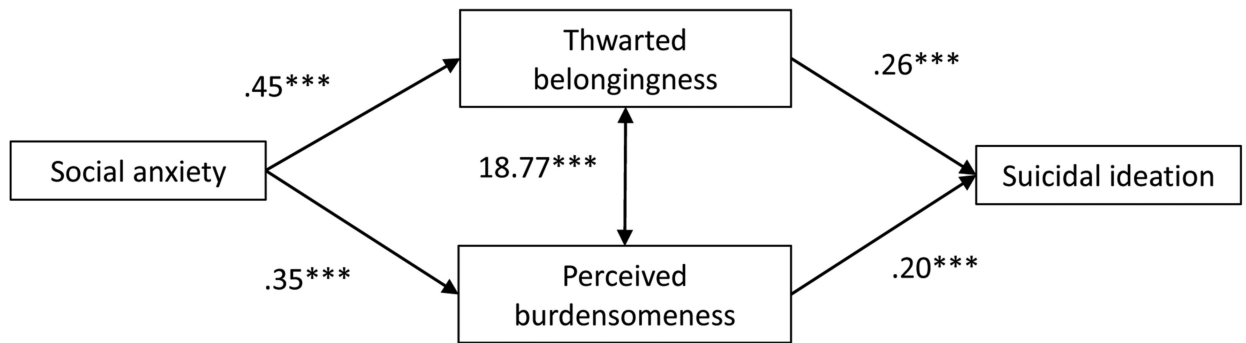 Thwarted
belongingness
.45***
.26***
Social anxiety
18.77***
Suicidal ideation
.35***
Perceived
burdensomeness
.20***